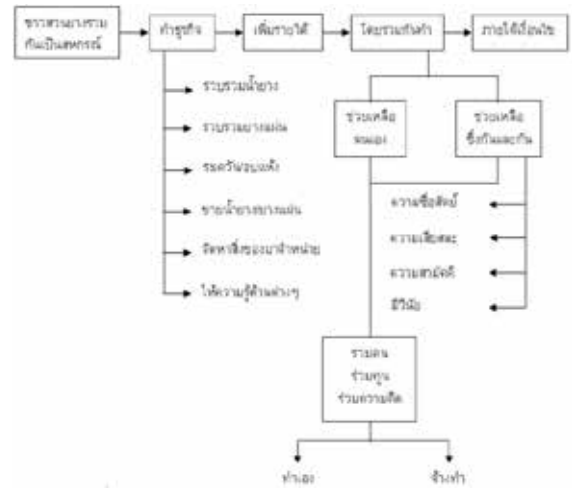 ชาวสวนยางรวม
กันเป็นสหกรณ์
ทำธุรกิจ
เพิ่มรายได้
โดยรวมกันทำ
ภายใต้เงื่อนไข
รวบรวมน้ำยาง
รวบรวมยางแผ่น
รมควัน/อบแห้ง
ขายน้ำยาง/ยางแผ่น
จัดหาสิ่งของมาจำหน่าย
ให้ความรู้ด้านต่างๆ
ช่วยเหลือ
ตนเอง
ช่วยเหลือ
ซึ่งกันและกัน
ความซื่อสัตย์
ความเสียสละ
ความสามัคคี
มีวินัย
รวมคน
ร่วมทุน
ร่วมความคิด
ทำเอง
จ้างทำ